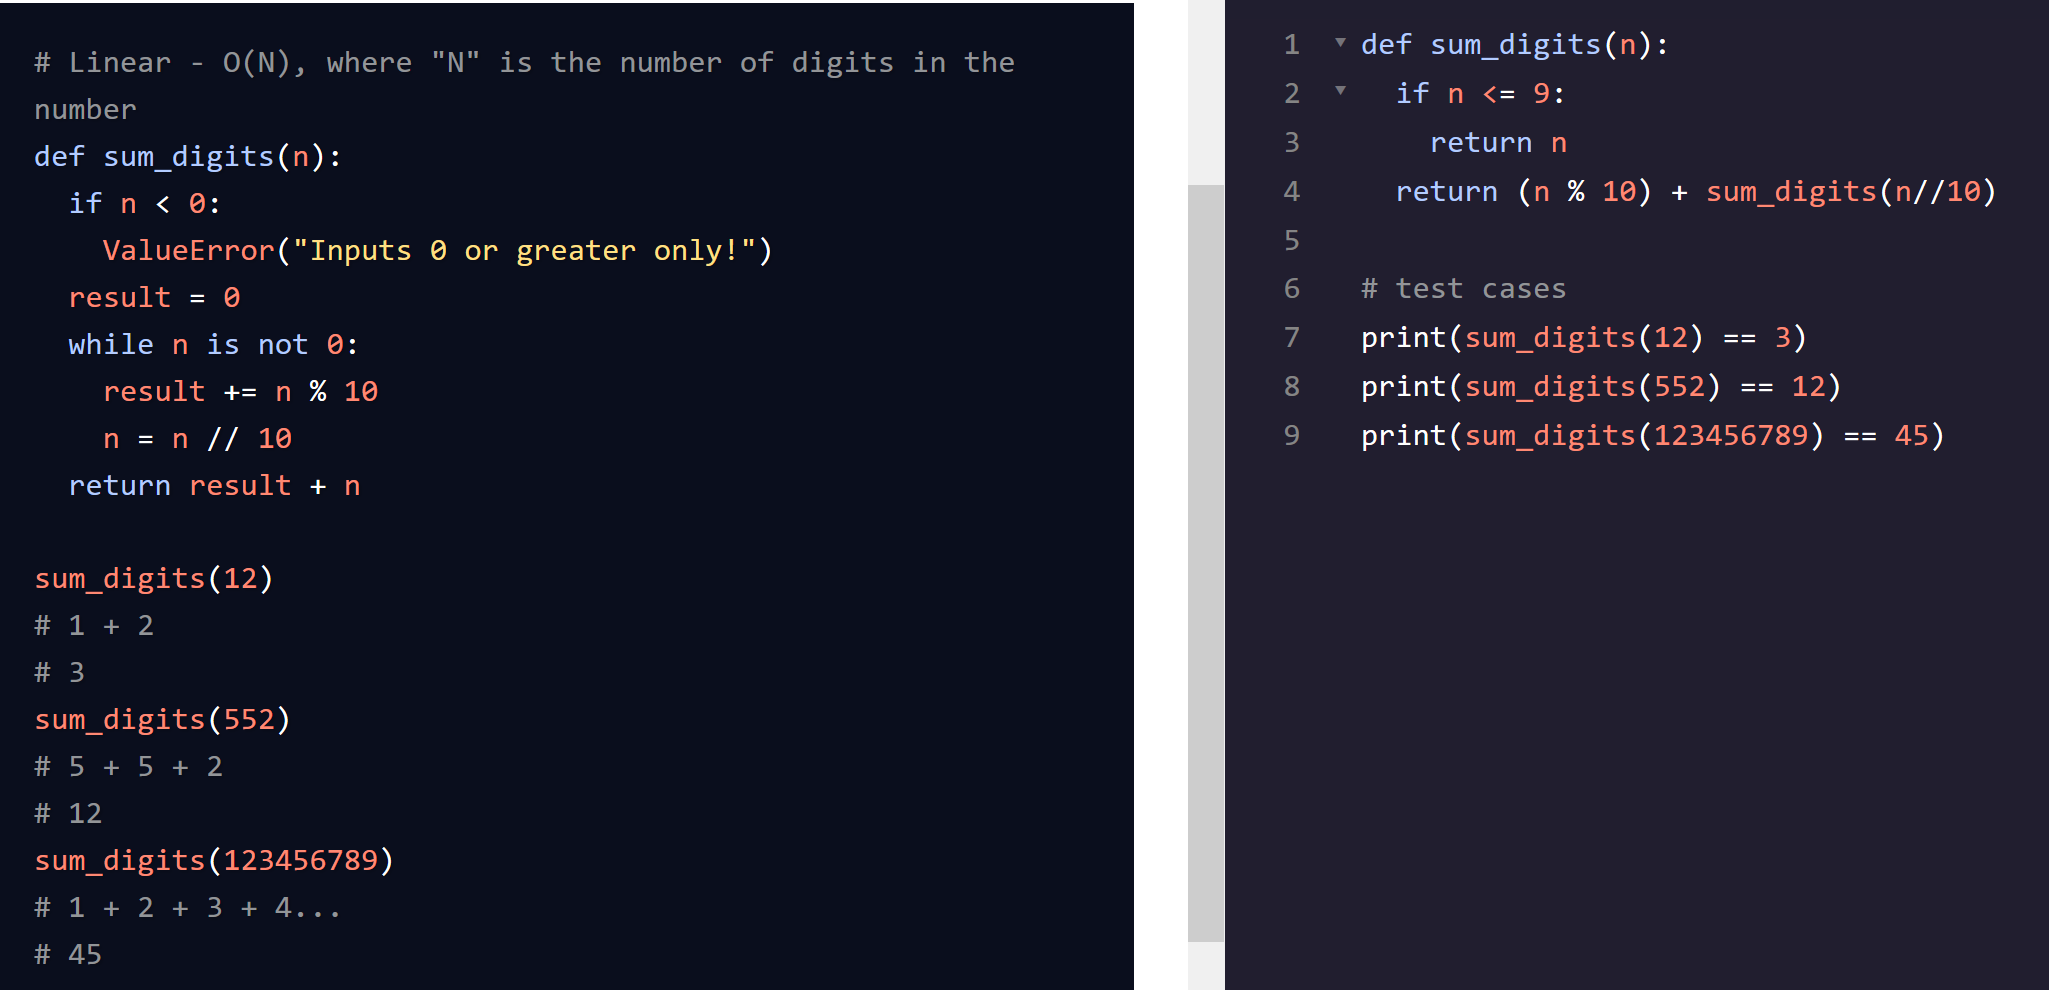 # Linear - O(N), where "N" is the number of digits in the
number
def sum_digits(n):
  if n < 0:
    ValueError("Inputs 0 or greater only!")
  result = 0
  while n is not 0:
    result += n % 10
    n = n // 10
  return result + n

sum_digits(12)
# 1 + 2
# 3
sum_digits(552)
# 5 + 5 + 2
# 12
sum_digits(123456789)
# 1 + 2 + 3 + 4...
# 45
1 def sum_digits(n):
2   if n <= 9:
3     return n
4   return (n % 10) + sum_digits(n//10)
5
6 # test cases
7 print(sum_digits(12) == 3)
8 print(sum_digits(552) == 12)
9 print(sum_digits(123456789) == 45)